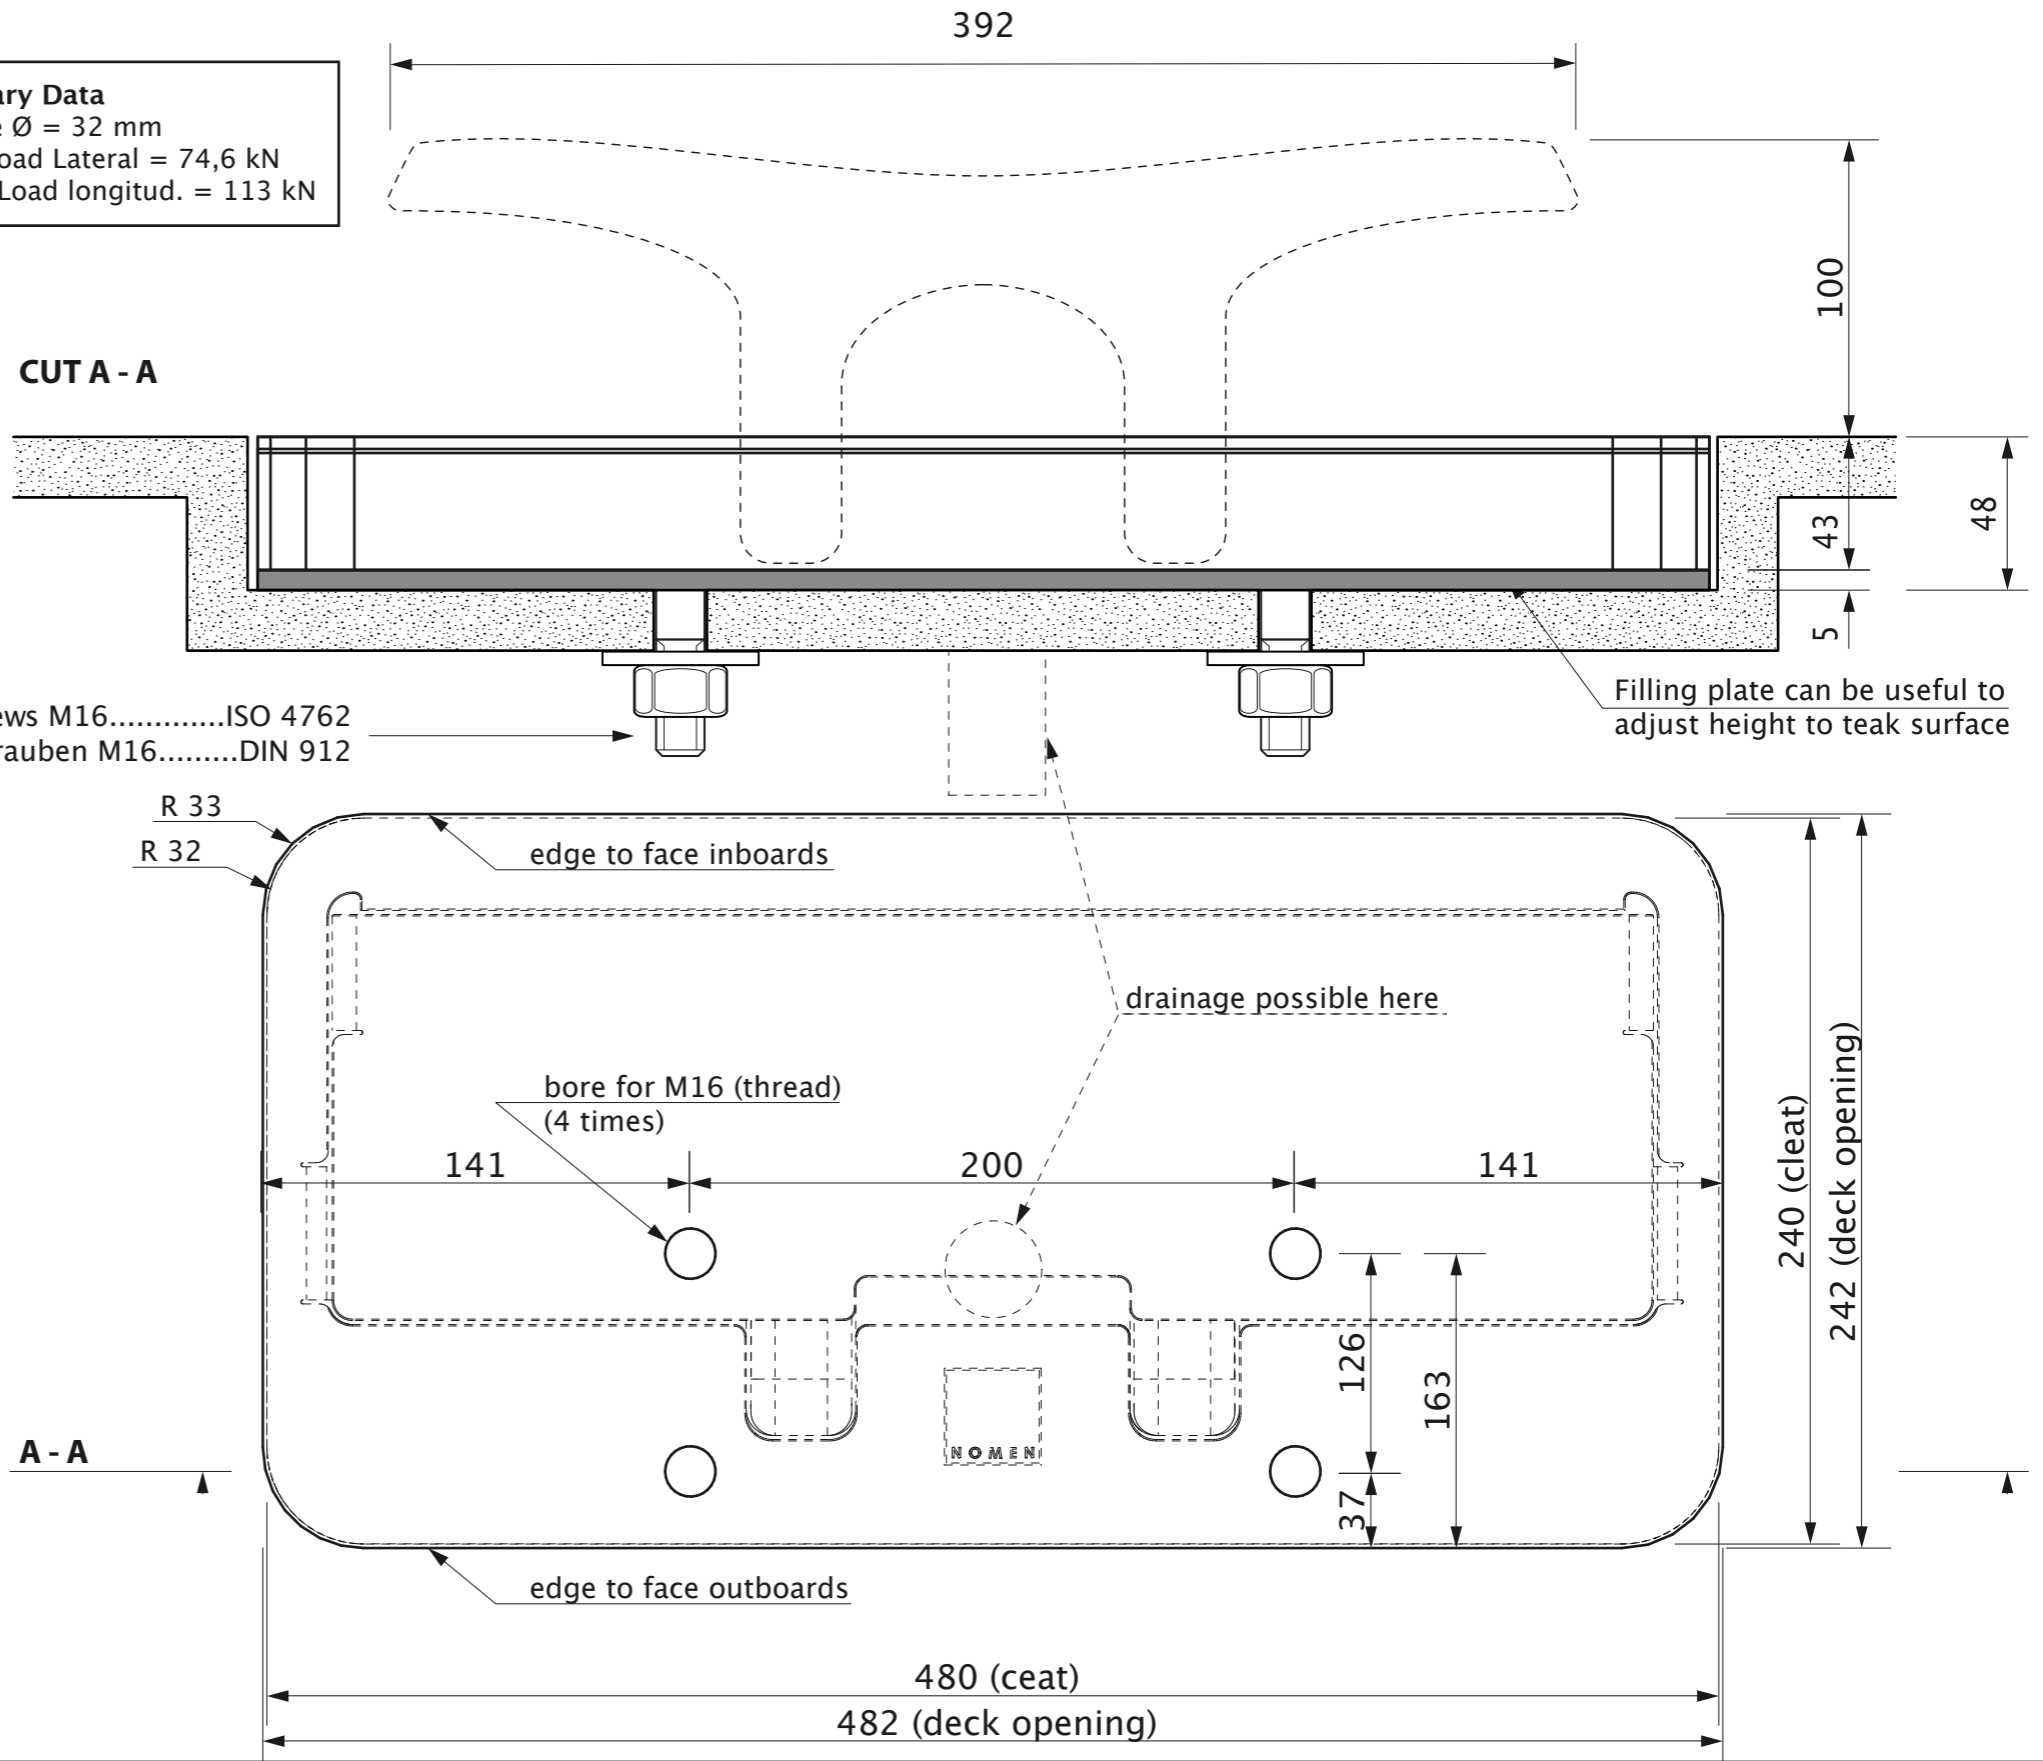 392
ary Data
e Ø = 32 mm
oad Lateral = 74,6 kN
Load longitud. = 113 kN
100
CUT A - A
43
48
5
Filling plate can be useful to
adjust height to teak surface
ews M16.............ISO 4762
rauben M16.........DIN 912
R 33
R 32
edge to face inboards
drainage possible here
bore for M16 (thread)
(4 times)
141
200
141
240 (cleat)
242 (deck opening)
126
163
37
NOMEN
A - A
edge to face outboards
480 (ceat)
482 (deck opening)